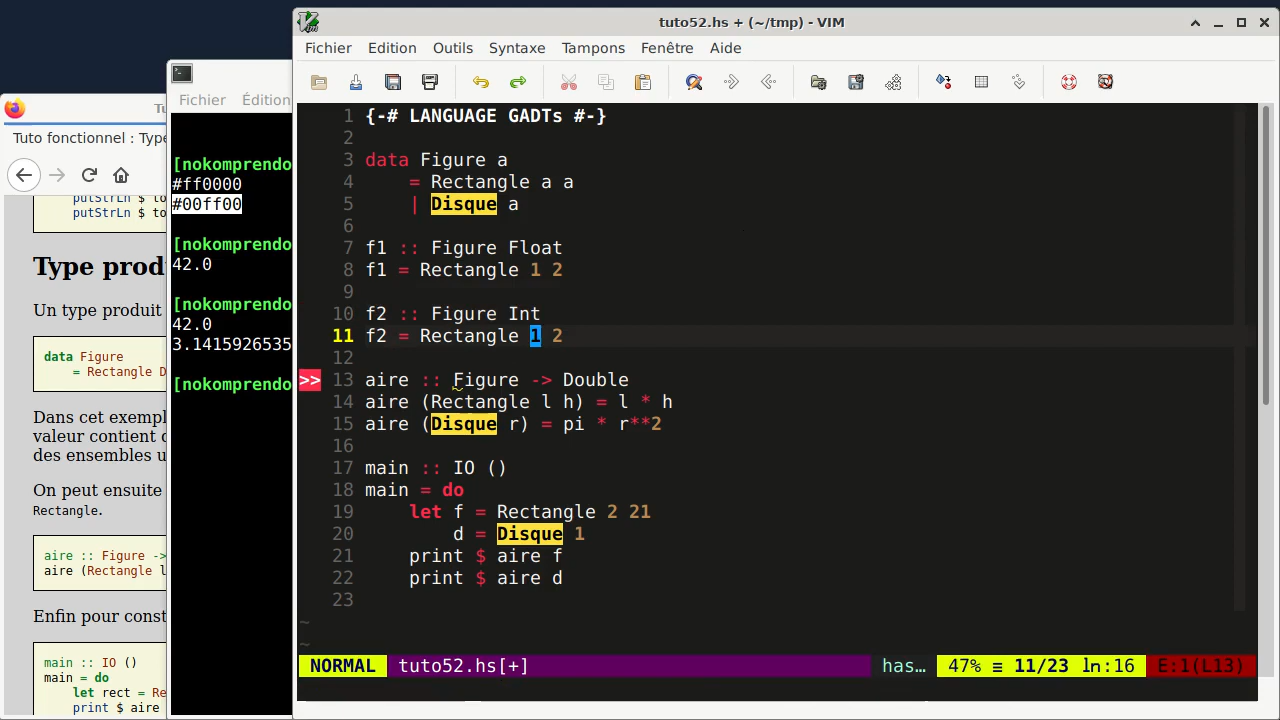 tuto52.hs + (~/tmp) - VIM
Fichier Edition Outils Syntaxe Tampons Fenêtre Aide
1 {-# LANGUAGE GADTs #-}
2
3 data Figure a
4 = Rectangle a a
5 | Disque a
6
7 f1 :: Figure Float
8 f1 = Rectangle 1 2
9
10 f2 :: Figure Int
11 f2 = Rectangle 1 2
12
>> 13 aire :: Figure -> Double
14 aire (Rectangle l h) = l * h
15 aire (Disque r) = pi * r**2
16
17 main :: IO ()
18 main = do
19 let f = Rectangle 2 21
20 d = Disque 1
21 print $ aire f
22 print $ aire d
23
~
~
NORMAL tuto52.hs[+] has… 47% ≡ 11/23 ln:16 E:1(L13)
Fichier Édition
[nokomprendo
#ff0000
#00ff00
[nokomprendo
42.0
[nokomprendo
42.0
3.1415926535
[nokomprendo
Tuto fonctionnel : Type
putStrLn $ to
putStrLn $ to
Type prod
Un type produit
data Figure
= Rectangle D
Dans cet exempl
valeur contient
des ensembles u
On peut ensuite
Rectangle.
aire :: Figure ->
aire (Rectangle l
Enfin pour const
main :: IO ()
main = do
let rect = Re
print $ aire